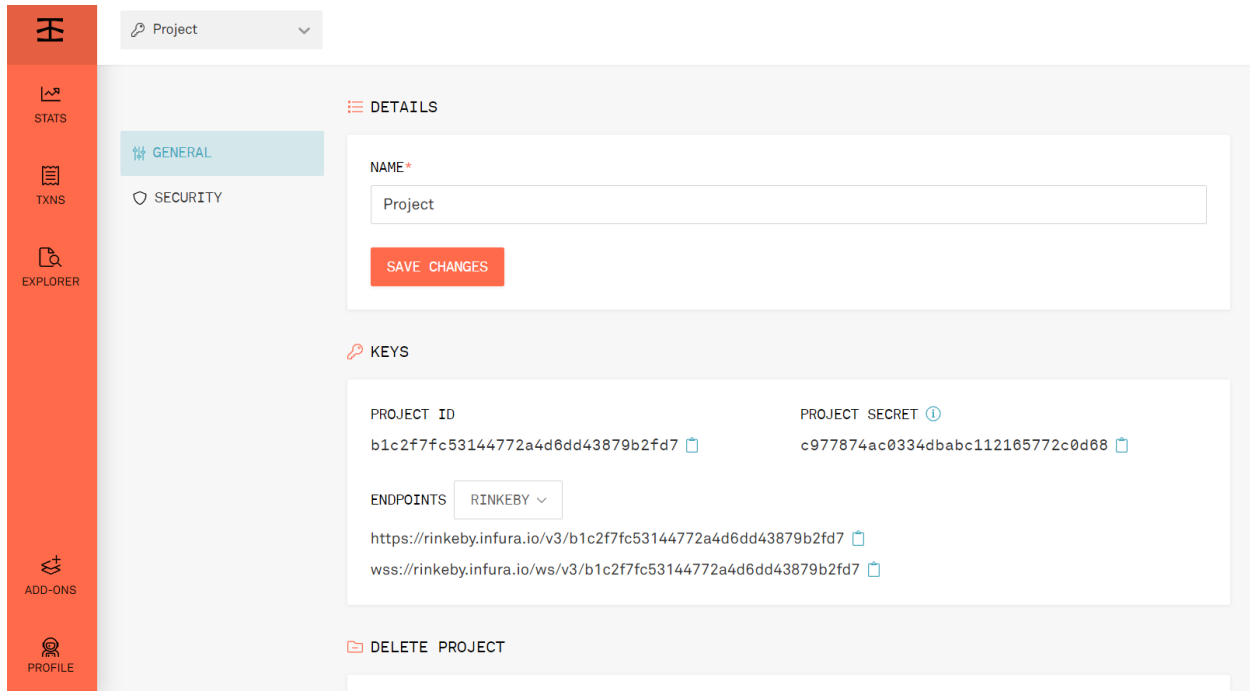 Project
STATS
TXNS
EXPLORER
ADD-ONS
PROFILE
GENERAL
SECURITY
DETAILS
NAME*
Project
SAVE CHANGES
KEYS
PROJECT ID
b1c2f7fc53144772a4d6dd43879b2fd7
PROJECT SECRET
c977874ac0334dbabc112165772c0d68
ENDPOINTS RINKEBY
https://rinkeby.infura.io/v3/b1c2f7fc53144772a4d6dd43879b2fd7
wss://rinkeby.infura.io/ws/v3/b1c2f7fc53144772a4d6dd43879b2fd7
DELETE PROJECT